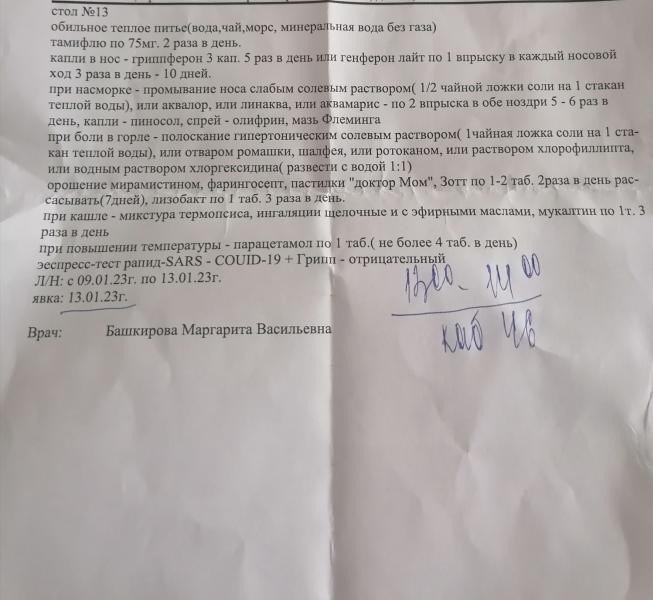 стол №13
обильное теплое питье(вода,чай,морс, минеральная вода без газа)
тамифлю по 75мг. 2 раза в день.
капли в нос - гриппферон 3 кап. 5 раз в день или генферон лайт по 1 впрыску в каждый носовой
ход 3 раза в день - 10 дней.
при насморке - промывание носа слабым солевым раствором( 1/2 чайной ложки соли на 1 стакан
теплой воды), или аквалор, или линаква, или аквамарис - по 2 впрыска в обе ноздри 5 - 6 раз в
день, капли - пиносол, спрей - олифрин, мазь Флеминга
при боли в горле - полоскание гипертоническим солевым раствором( 1чайная ложка соли на 1 ста-
кан теплой воды), или отваром ромашки, шалфея, или ротоканом, или раствором хлорофиллипта,
или водным раствором хлоргексидина( развести с водой 1:1)
орошение мирамистином, фарингосепт, пастилки "доктор Мом", Зотт по 1-2 таб. 2раза в день рас-
сасывать(7дней), лизобакт по 1 таб. 3 раза в день.
при кашле - микстура термопсиса, ингаляции щелочные и с эфирными маслами, мукалтин по 1т. 3
раза в день
при повышении температуры - парацетамол по 1 таб.( не более 4 таб. в день)
эеспресс-тест рапид-SARS - COUID-19 + Грипп - отрицательный
Л/Н: с 09.01.23г. по 13.01.23г.
явка: 13.01.23г.
13 00 - 14 00
каб 46
Врач: Башкирова Маргарита Васильевна